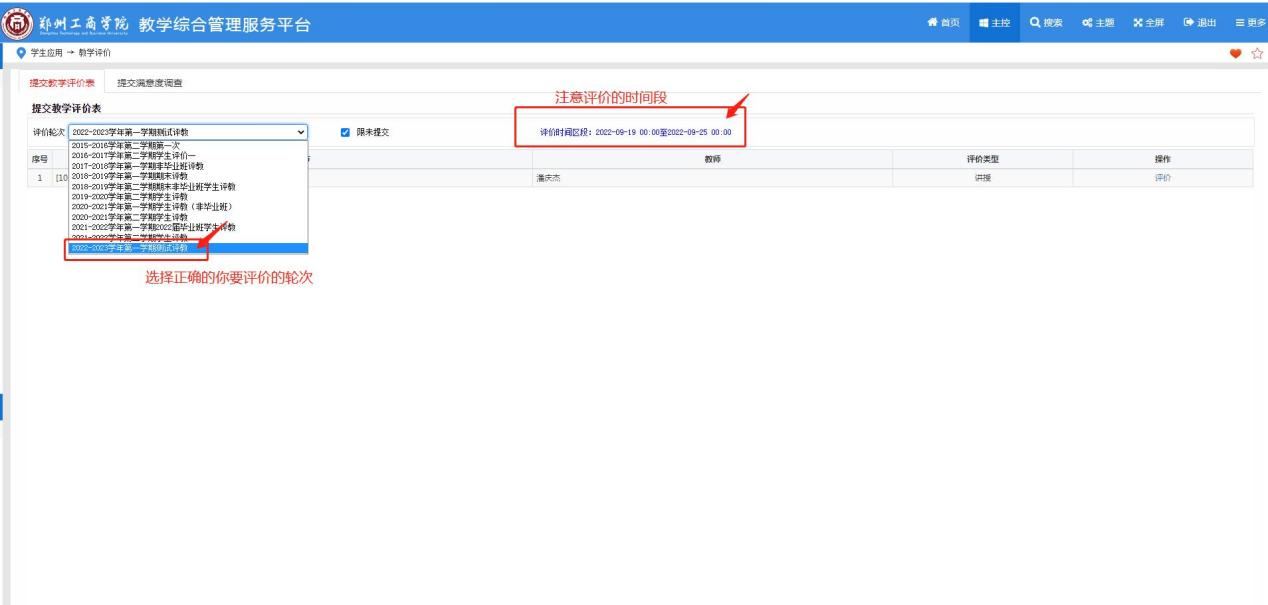 郑州工商学院 教学综合管理服务平台
首页 主控 搜索 主题 全屏 退出 更多
学生应用 → 教学评价
提交教学评价表 提交满意度调查
注意评价的时间段
提交教学评价表
评价轮次 2022-2023学年第一学期测试评教 限未提交 评价时间区段：2022-09-19 00:00至2022-09-25 00:00
2015-2016学年第二学期第一次
2016-2017学年第二学期学生评价一
序号 教师 评价类型 操作
2017-2018学年第一学期非毕业班评教
1 [10 2018-2019学年第一学期期末评教 潘庆杰 讲授 评价
2018-2019学年第二学期期末非毕业班学生评教
2019-2020学年第二学期学生评教
2020-2021学年第一学期学生评教（非毕业班）
2020-2021学年第二学期学生评教
2021-2022学年第一学期2022届毕业班学生评教
2021-2022学年第二学期学生评教
2022-2023学年第一学期测试评教
选择正确的你要评价的轮次